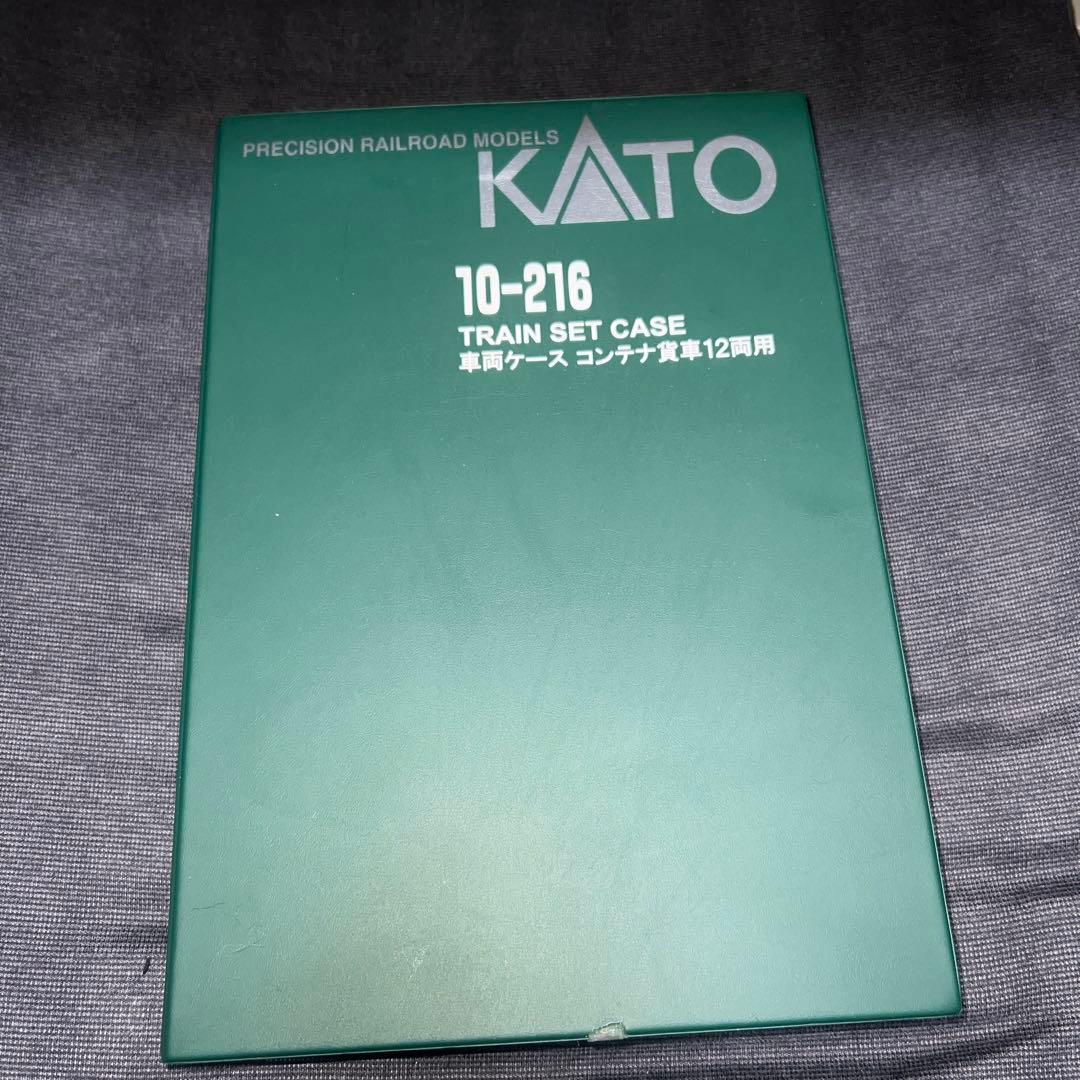 PRECISION RAILROAD MODELS
KATO
10-216
TRAIN SET CASE
車両ケース コンテナ貨車12両用